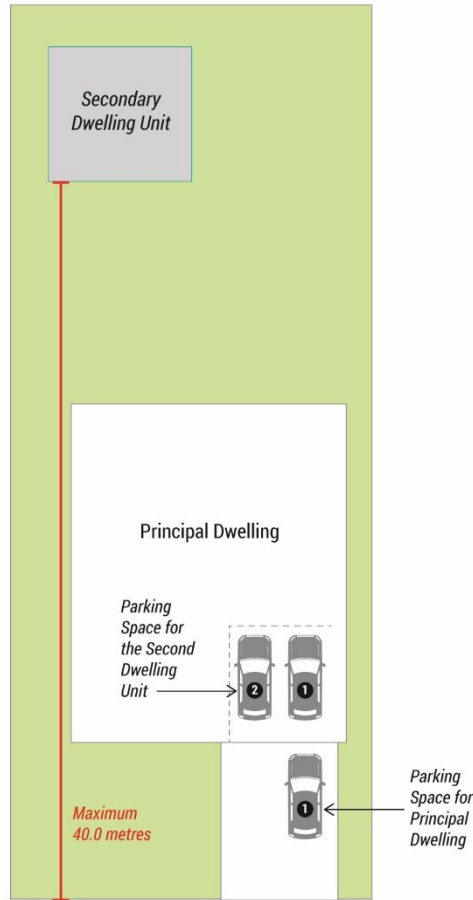 Secondary
Dwelling Unit
Principal Dwelling
Parking
Space for
the Second
Dwelling
Unit
2
1
1
Parking
Space for
Principal
Dwelling
Maximum
40.0 metres